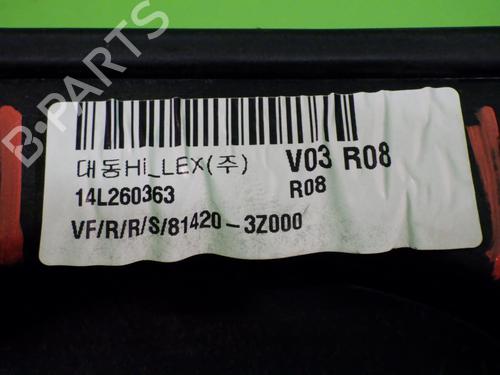 B-PARTS
대동Hi_LEX(주) V03 R08
14L260363 R08
VF/R/R/S/81420-3Z000